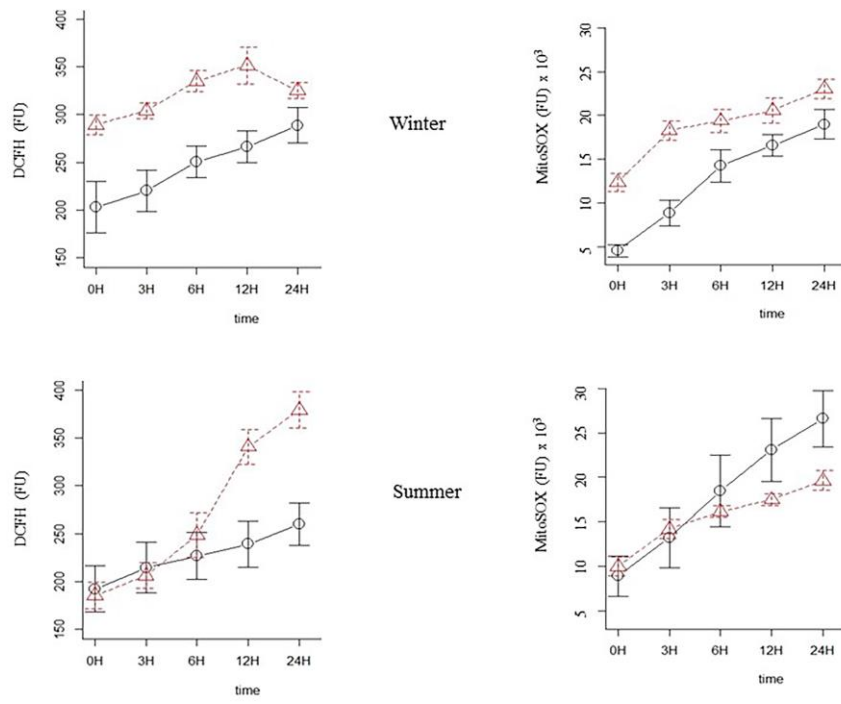 DCFH (FU)
400
350
300
250
200
150
0H 3H 6H 12H 24H
time
Winter
MitoSOX (FU) x 10³
30
25
20
15
10
5
0H 3H 6H 12H 24H
time
DCFH (FU)
400
350
300
250
200
150
0H 3H 6H 12H 24H
time
Summer
MitoSOX (FU) x 10³
30
25
20
15
10
5
0H 3H 6H 12H 24H
time